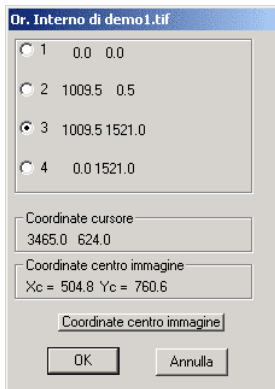 Or. Interno di demo1.tif
1 0.0 0.0
2 1009.5 0.5
3 1009.5 1521.0
4 0.0 1521.0
Coordinate cursore
3465.0 624.0
Coordinate centro immagine
Xc = 504.8 Yc = 760.6
Coordinate centro immagine
OK Annulla